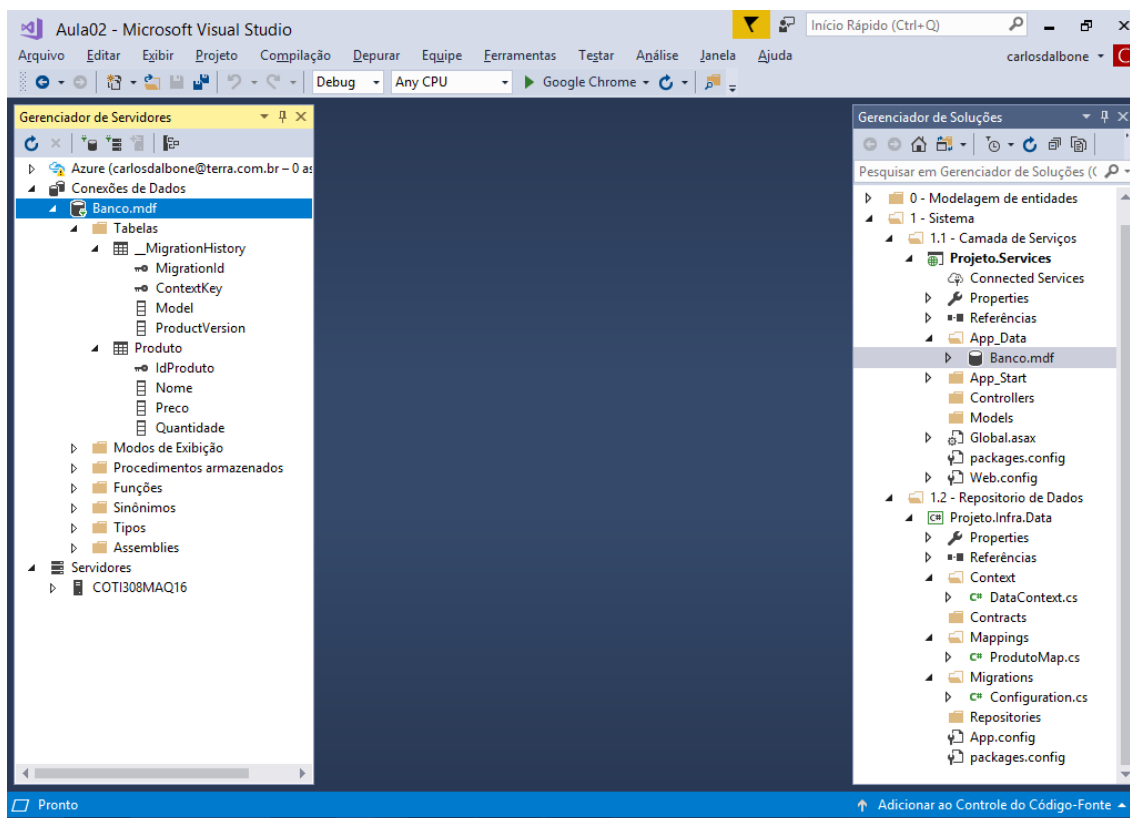 Aula02 - Microsoft Visual Studio
Início Rápido (Ctrl+Q)
Arquivo Editar Exibir Projeto Compilação Depurar Equipe Ferramentas Testar Análise Janela Ajuda
carlosdalbone
C
Debug Any CPU Google Chrome
Gerenciador de Servidores
Azure (carlosdalbone@terra.com.br – 0 as
Conexões de Dados
Banco.mdf
Tabelas
__MigrationHistory
MigrationId
ContextKey
Model
ProductVersion
Produto
IdProduto
Nome
Preco
Quantidade
Modos de Exibição
Procedimentos armazenados
Funções
Sinônimos
Tipos
Assemblies
Servidores
COTI308MAQ16
Gerenciador de Soluções
Pesquisar em Gerenciador de Soluções (C
0 - Modelagem de entidades
1 - Sistema
1.1 - Camada de Serviços
Projeto.Services
Connected Services
Properties
Referências
App_Data
Banco.mdf
App_Start
Controllers
Models
Global.asax
packages.config
Web.config
1.2 - Repositorio de Dados
C# Projeto.Infra.Data
Properties
Referências
Context
C# DataContext.cs
Contracts
Mappings
C# ProdutoMap.cs
Migrations
C# Configuration.cs
Repositories
App.config
packages.config
Pronto
Adicionar ao Controle do Código-Fonte